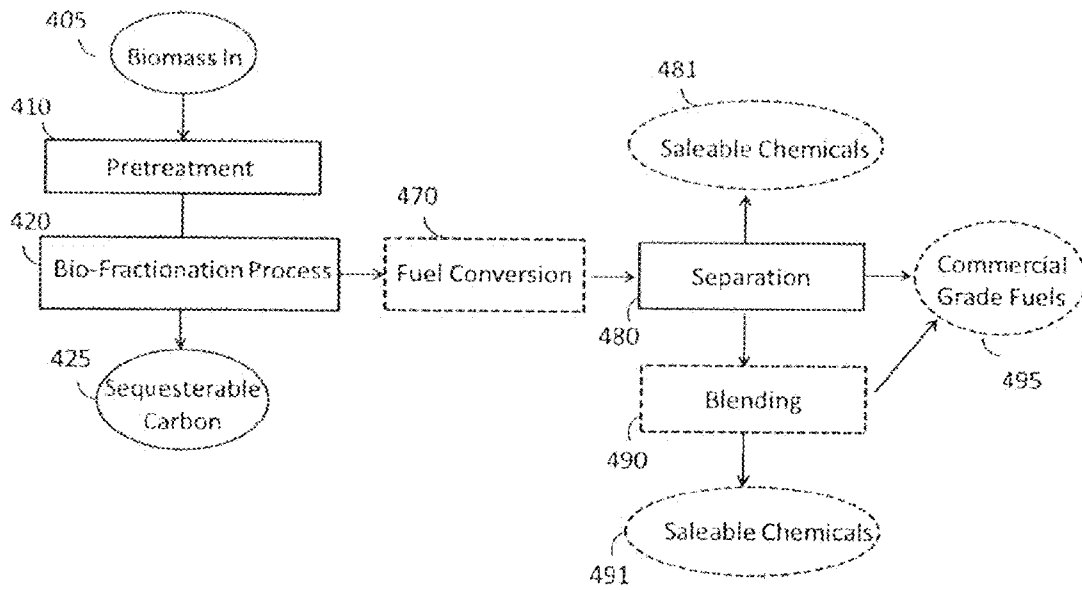 405
Biomass In
410
Pretreatment
420
Bio-Fractionation Process
425
Sequesterable
Carbon
470
Fuel Conversion
481
Saleable Chemicals
Separation
480
Commercial
Grade Fuels
495
Blending
490
Saleable Chemicals
491